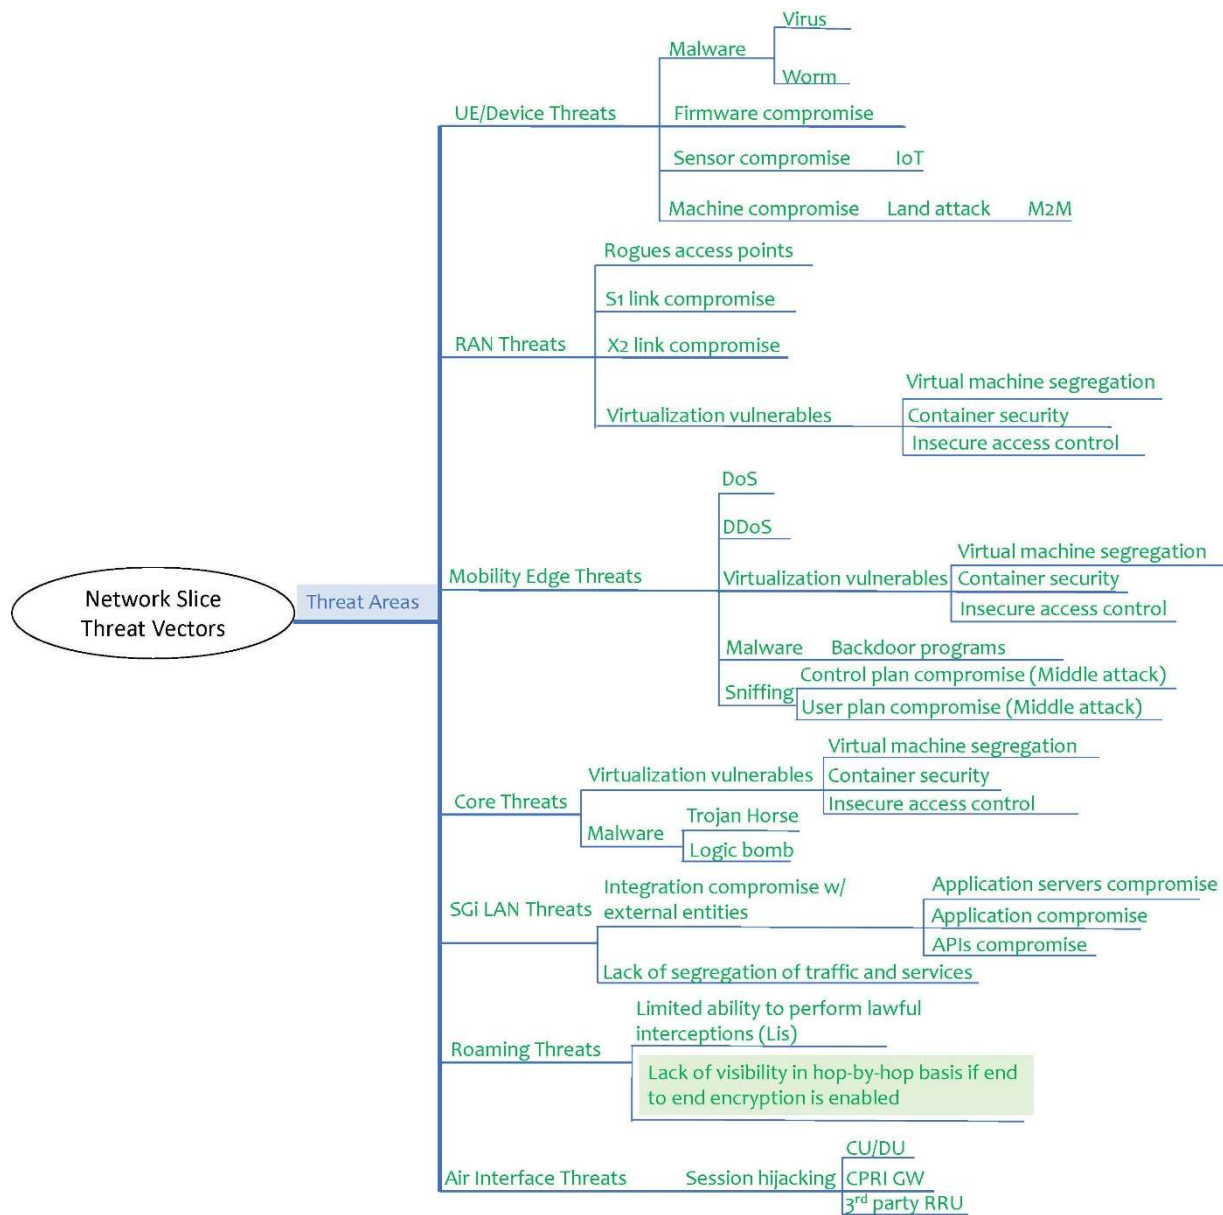 Network Slice
Threat Vectors
Threat Areas
UE/Device Threats
Malware
Virus
Worm
Firmware compromise
Sensor compromise IoT
Machine compromise Land attack M2M
RAN Threats
Rogues access points
S1 link compromise
X2 link compromise
Virtualization vulnerables
Virtual machine segregation
Container security
Insecure access control
Mobility Edge Threats
DoS
DDoS
Virtualization vulnerables
Virtual machine segregation
Container security
Insecure access control
Malware Backdoor programs
Sniffing
Control plan compromise (Middle attack)
User plan compromise (Middle attack)
Core Threats
Virtualization vulnerables
Virtual machine segregation
Container security
Insecure access control
Malware
Trojan Horse
Logic bomb
SGi LAN Threats
Integration compromise w/
external entities
Application servers compromise
Application compromise
APIs compromise
Lack of segregation of traffic and services
Roaming Threats
Limited ability to perform lawful
interceptions (Lis)
Lack of visibility in hop-by-hop basis if end
to end encryption is enabled
Air Interface Threats
Session hijacking
CU/DU
CPRI GW
3rd party RRU